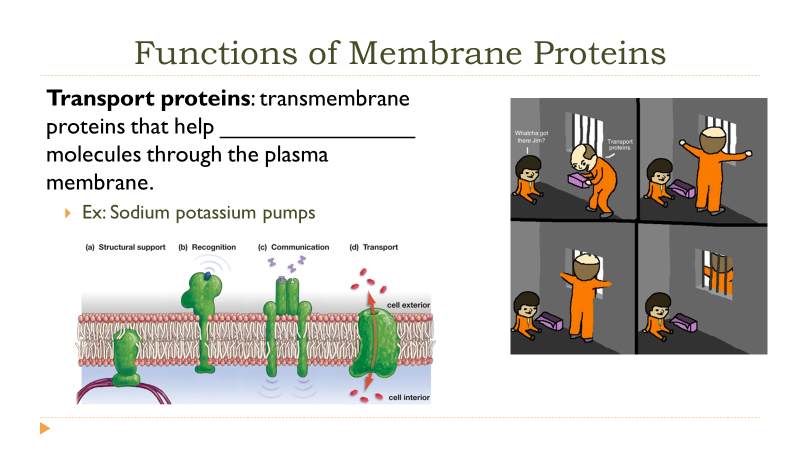 Functions of Membrane Proteins
Transport proteins: transmembrane
proteins that help ________________
molecules through the plasma
membrane.
Ex: Sodium potassium pumps
(a) Structural support (b) Recognition (c) Communication (d) Transport
cell exterior
cell interior
Whatcha got
there Jim?
Transport
proteins